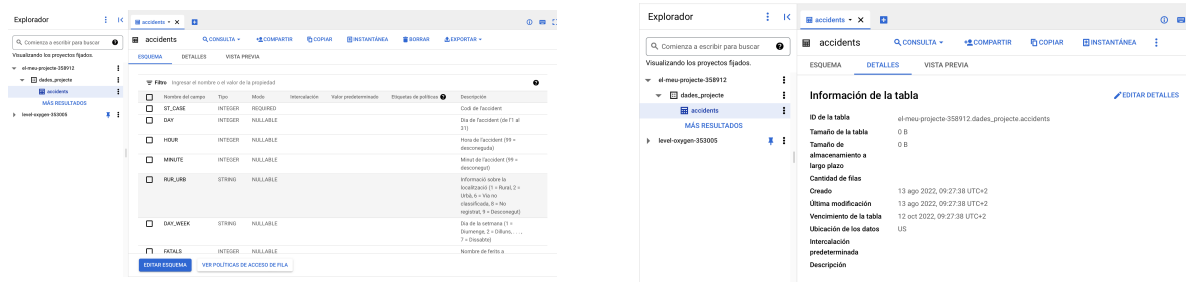 Explorador
Comienza a escribir para buscar
Visualizando los proyectos fijados.
el-meu-projecte-358912
dades_projecte
accidents
MÁS RESULTADOS
level-oxygen-353005
accidents
accidents
CONSULTA
COMPARTIR
COPIAR
INSTANTÁNEA
BORRAR
EXPORTAR
ESQUEMA DETALLES VISTA PREVIA
Filtro Ingresar el nombre o el valor de la propiedad
Nombre del campo Tipo Mode Intercalación Valor predeterminado Etiquetas de políticas Descripción
ST_CASE INTEGER REQUIRED Codi de l'accident
DAY INTEGER NULLABLE Dia de l'accident (de l'1 al
31)
HOUR INTEGER NULLABLE Hora de l'accident (99 =
desconeguda)
MINUTE INTEGER NULLABLE Minut de l'accident (99 =
desconegut)
RUR_URB STRING NULLABLE Informació sobre la
localització (1 = Rural, 2 =
Urbà, 6 = Via no
classificada, 8 = No
registrat, 9 = Desconegut)
DAY_WEEK STRING NULLABLE Dia de la setmana (1 =
Diumenge, 2 = Dilluns, . . . ,
7 = Dissabte)
FATALS INTEGER NULLABLE Nombre de ferits a
EDITAR ESQUEMA
VER POLÍTICAS DE ACCESO DE FILA
Explorador
Comienza a escribir para buscar
Visualizando los proyectos fijados.
el-meu-projecte-358912
dades_projecte
accidents
MÁS RESULTADOS
level-oxygen-353005
accidents
accidents
CONSULTA
COMPARTIR
COPIAR
INSTANTÁNEA
ESQUEMA DETALLES VISTA PREVIA
Información de
la tabla
EDITAR DETALLES
ID de la tabla el-meu-projecte-358912.dades_projecte.accidents
Tamaño de la tabla 0 B
Tamaño de 0 B
almacenamiento a
largo plazo
Cantidad de filas
Creado 13 ago 2022, 09:27:38 UTC+2
Última modificación 13 ago 2022, 09:27:38 UTC+2
Vencimiento de la tabla 12 oct 2022, 09:27:38 UTC+2
Ubicación de los datos US
Intercalación
predeterminada
Descripción